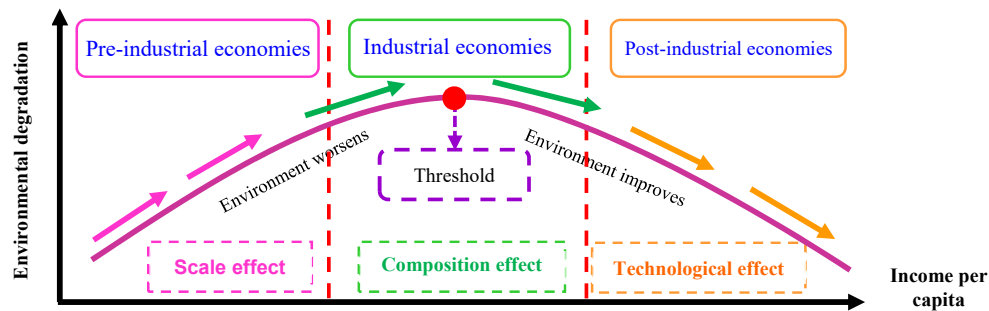 Environmental degradation
Pre-industrial economies
Industrial economies
Post-industrial economies
Environment worsens
Threshold
Environment improves
Scale effect
Composition effect
Technological effect
Income per
capita